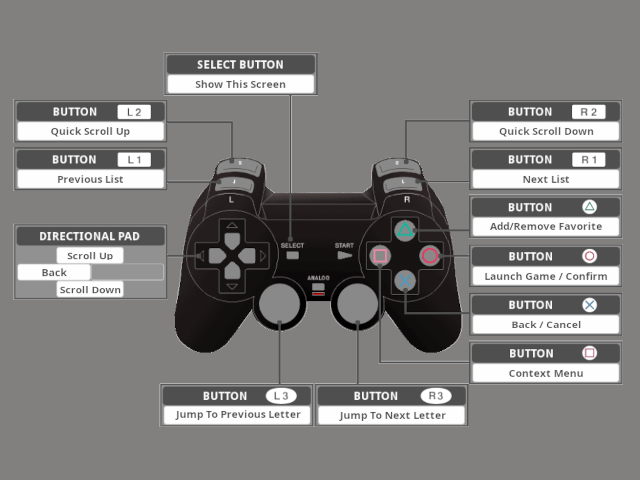 SELECT BUTTON
Show This Screen
BUTTON L2
Quick Scroll Up
BUTTON R2
Quick Scroll Down
BUTTON L1
Previous List
BUTTON R1
Next List
L
R
BUTTON
Add/Remove Favorite
DIRECTIONAL PAD
Scroll Up
Back
Scroll Down
SELECT
START
ANALOG
BUTTON
Launch Game / Confirm
BUTTON
Back / Cancel
BUTTON
Context Menu
BUTTON L3
Jump To Previous Letter
BUTTON R3
Jump To Next Letter